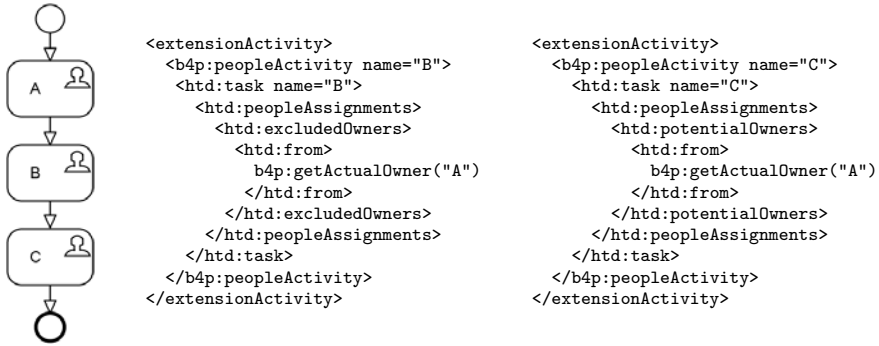 A
B
C
<extensionActivity>
<b4p:peopleActivity name="B">
<htd:task name="B">
<htd:peopleAssignments>
<htd:excludedOwners>
<htd:from>
b4p:getActualOwner("A")
</htd:from>
</htd:excludedOwners>
</htd:peopleAssignments>
</htd:task>
</b4p:peopleActivity>
</extensionActivity>
<extensionActivity>
<b4p:peopleActivity name="C">
<htd:task name="C">
<htd:peopleAssignments>
<htd:potentialOwners>
<htd:from>
b4p:getActualOwner("A")
</htd:from>
</htd:potentialOwners>
</htd:peopleAssignments>
</htd:task>
</b4p:peopleActivity>
</extensionActivity>